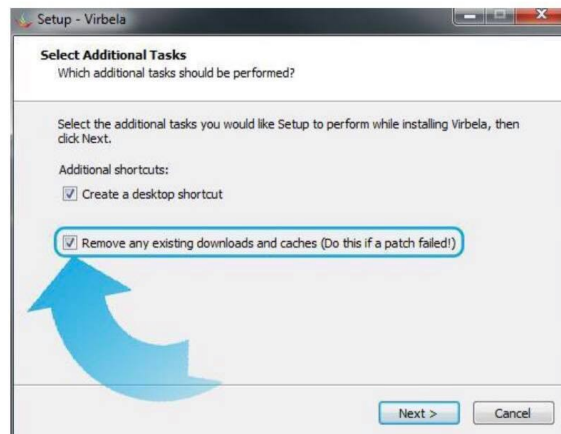 Setup - Virbela
Select Additional Tasks
Which additional tasks should be performed?
Select the additional tasks you would like Setup to perform while installing Virbela, then
click Next.
Additional shortcuts:
Create a desktop shortcut
Remove any existing downloads and caches (Do this if a patch failed!)
Next >
Cancel